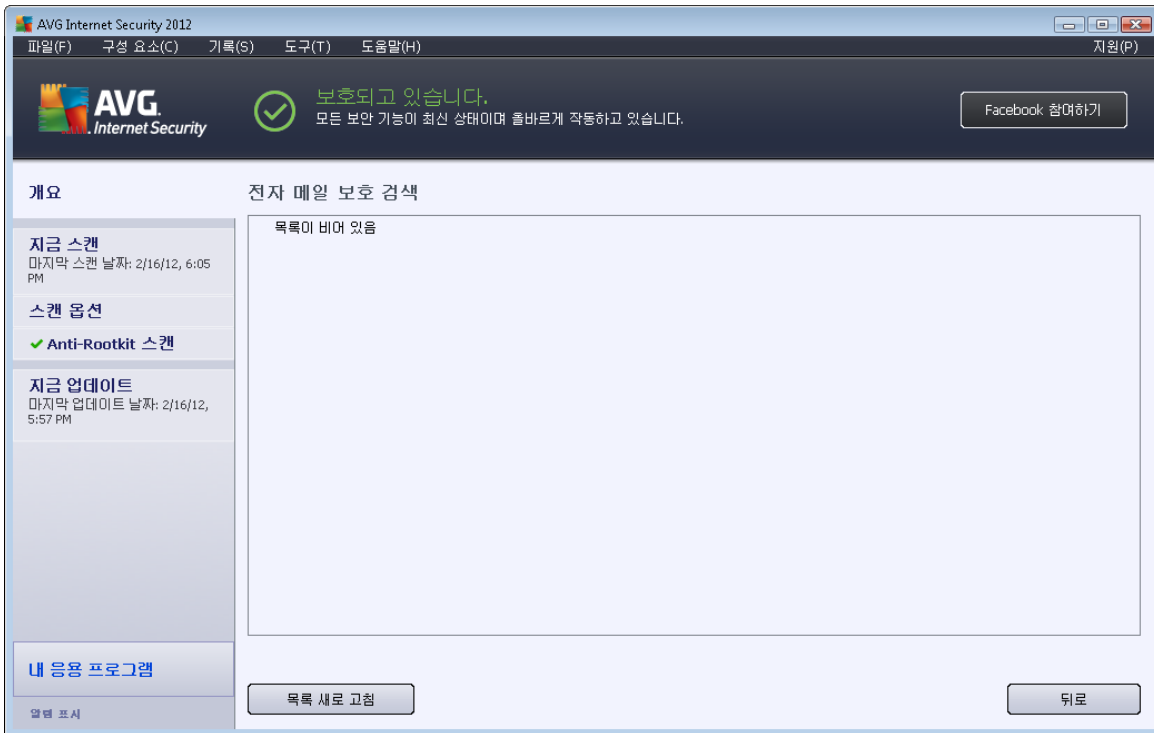 AVG Internet Security 2012
파일(F) 구성 요소(C) 기록(S) 도구(T) 도움말(H) 지원(P)
AVG.
Internet Security
보호되고 있습니다.
모든 보안 기능이 최신 상태이며 올바르게 작동하고 있습니다.
Facebook 참여하기
개요
지금 스캔
마지막 스캔 날짜: 2/16/12, 6:05
PM
스캔 옵션
Anti-Rootkit 스캔
지금 업데이트
마지막 업데이트 날짜: 2/16/12,
5:57 PM
내 응용 프로그램
알림 표시
전자 메일 보호 검색
목록이 비어 있음
목록 새로 고침
뒤로